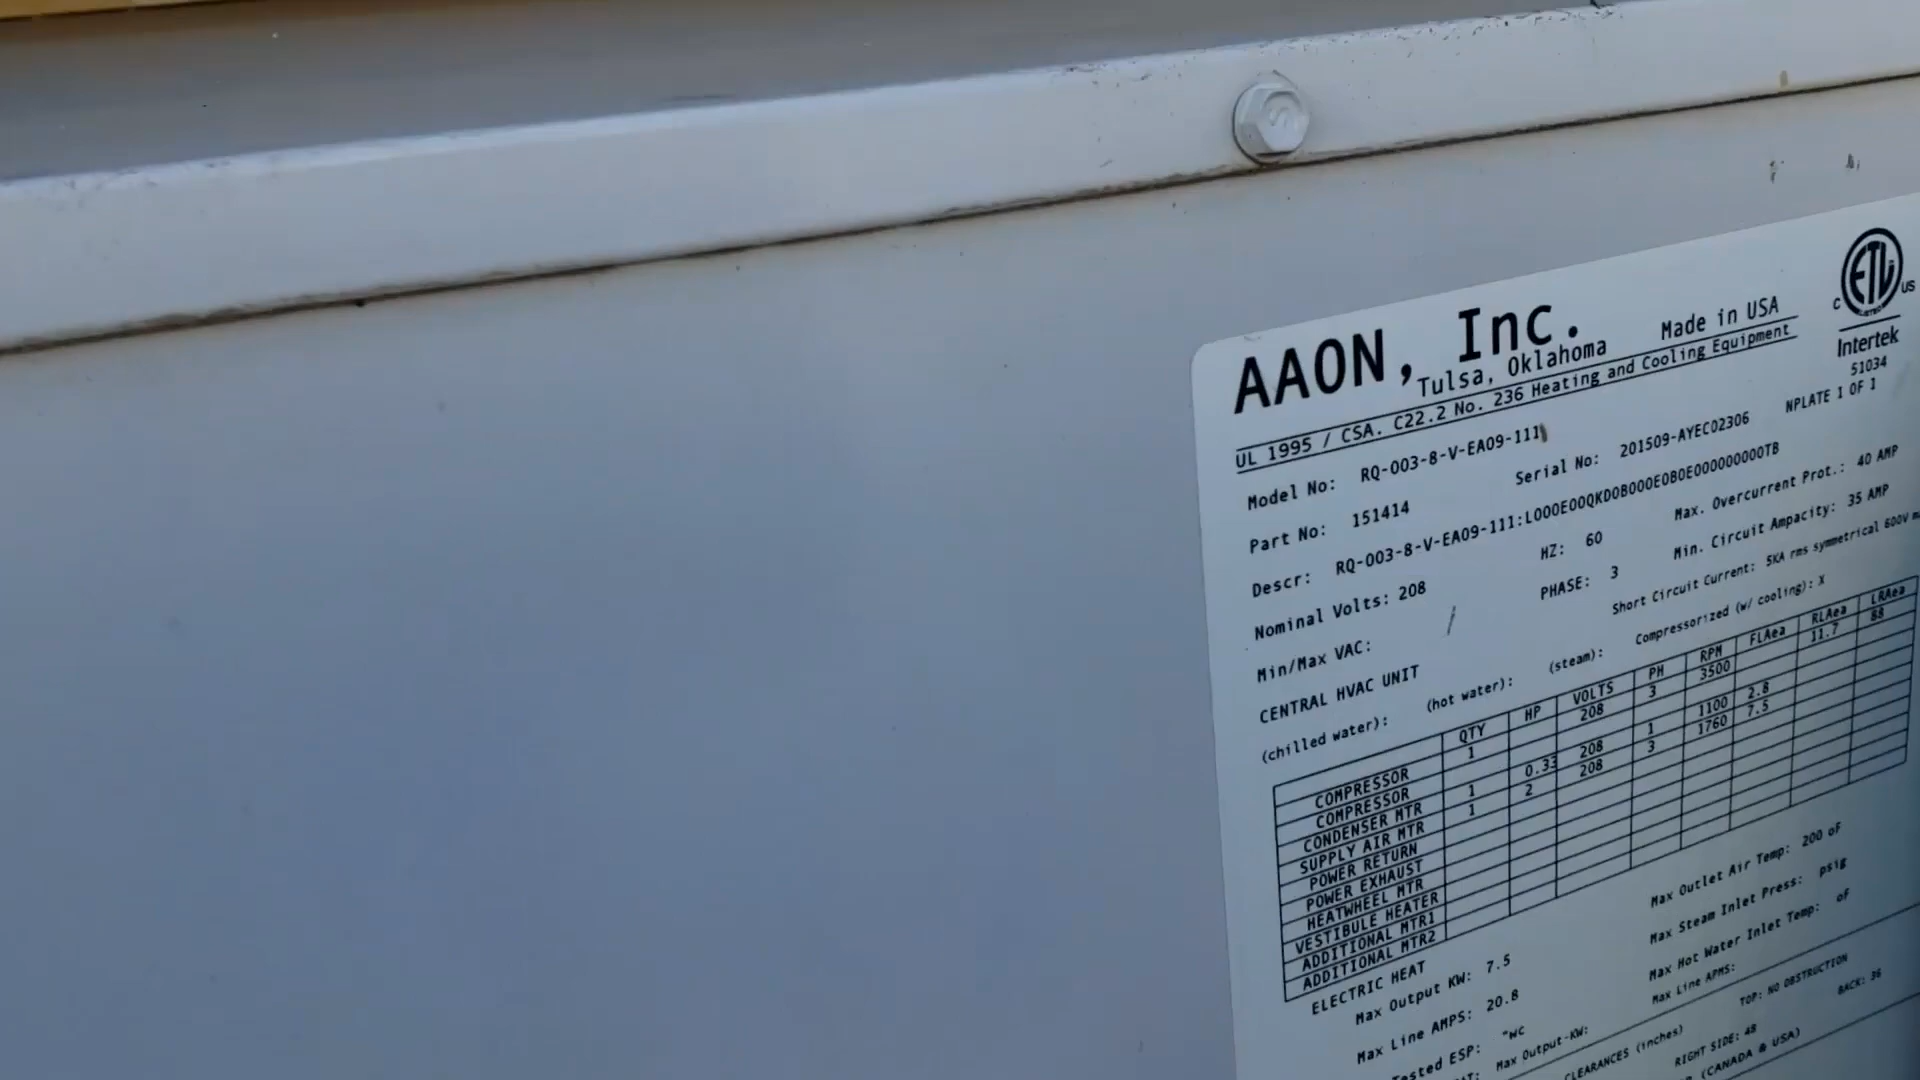 AAON, Inc.
Tulsa, Oklahoma Made in USA
UL 1995 / CSA. C22.2 No. 236 Heating and Cooling Equipment
C ETL US
LISTED
Intertek
51034
NPLATE 1 OF 1
Model No: RQ-003-8-V-EA09-111
Serial No: 201509-AYEC02306
Part No: 151414
Descr: RQ-003-8-V-EA09-111:L000E00QKD0B000E0B0E000000000TB
Nominal Volts: 208 HZ: 60 Max. Overcurrent Prot.: 40 AMP
Min/Max VAC: / PHASE: 3 Min. Circuit Ampacity: 35 AMP
CENTRAL HVAC UNIT Short Circuit Current: 5KA rms symmetrical 600V
(chilled water): (hot water): (steam): Compressorized (w/ cooling): X
QTY HP VOLTS PH RPM FLAea RLAea LRAea
COMPRESSOR 1 208 3 3500 11.7 88
COMPRESSOR
CONDENSER MTR 1 0.33 208 1 1100 2.8
SUPPLY AIR MTR 1 2 208 3 1760 7.5
POWER RETURN
POWER EXHAUST
HEATWHEEL MTR
VESTIBULE HEATER
ADDITIONAL MTR1
ADDITIONAL MTR2
ELECTRIC HEAT
Max Output KW: 7.5 Max Outlet Air Temp: 200 oF
Max Line AMPS: 20.8 Max Steam Inlet Press: psig
Tested ESP: "WC Max Hot Water Inlet Temp: oF
Max Output-KW: Max Line APMS:
CLEARANCES (inches) TOP: NO OBSTRUCTION
RIGHT SIDE: 48 BACK: 36
(CANADA & USA)